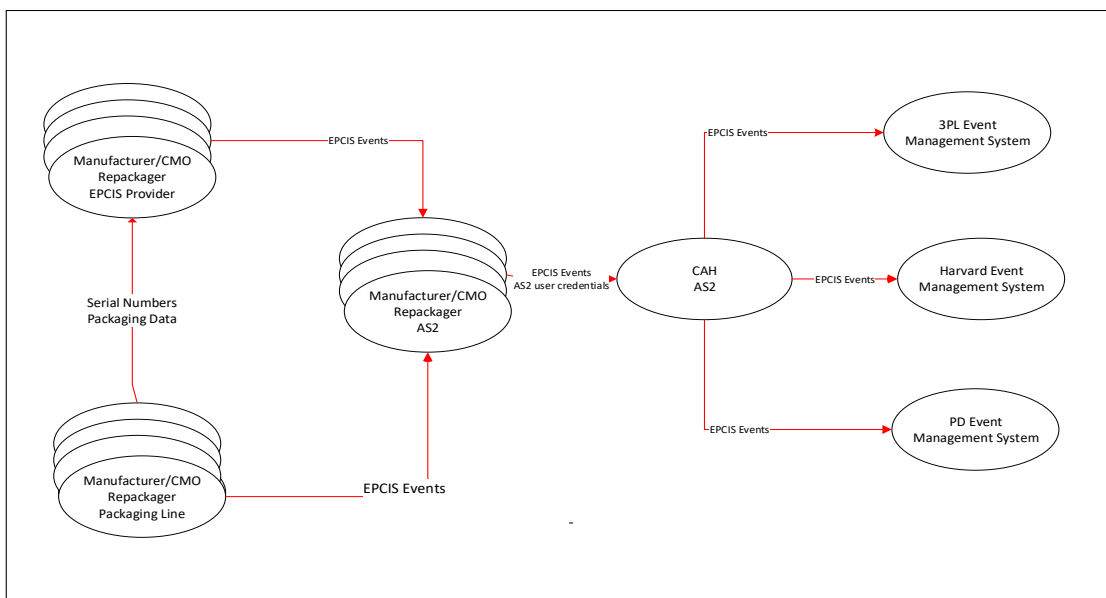 EPCIS Events
Manufacturer/CMO
Repackager
EPCIS Provider
Serial Numbers
Packaging Data
Manufacturer/CMO
Repackager
Packaging Line
EPCIS Events
Manufacturer/CMO
Repackager
AS2
EPCIS Events
AS2 user credentials
CAH
AS2
EPCIS Events
3PL Event
Management System
EPCIS Events
Harvard Event
Management System
EPCIS Events
PD Event
Management System
-